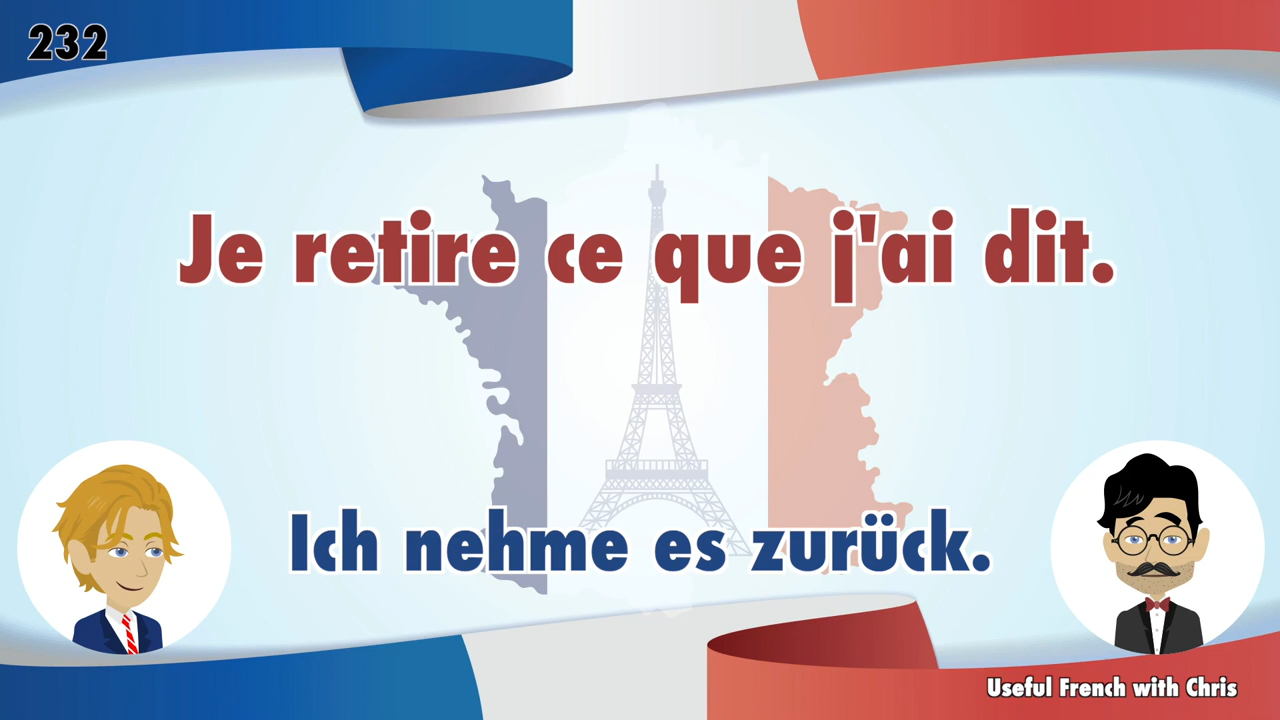 232
Je retire ce que j'ai dit.
Ich nehme es zurück.
Useful French with Chris